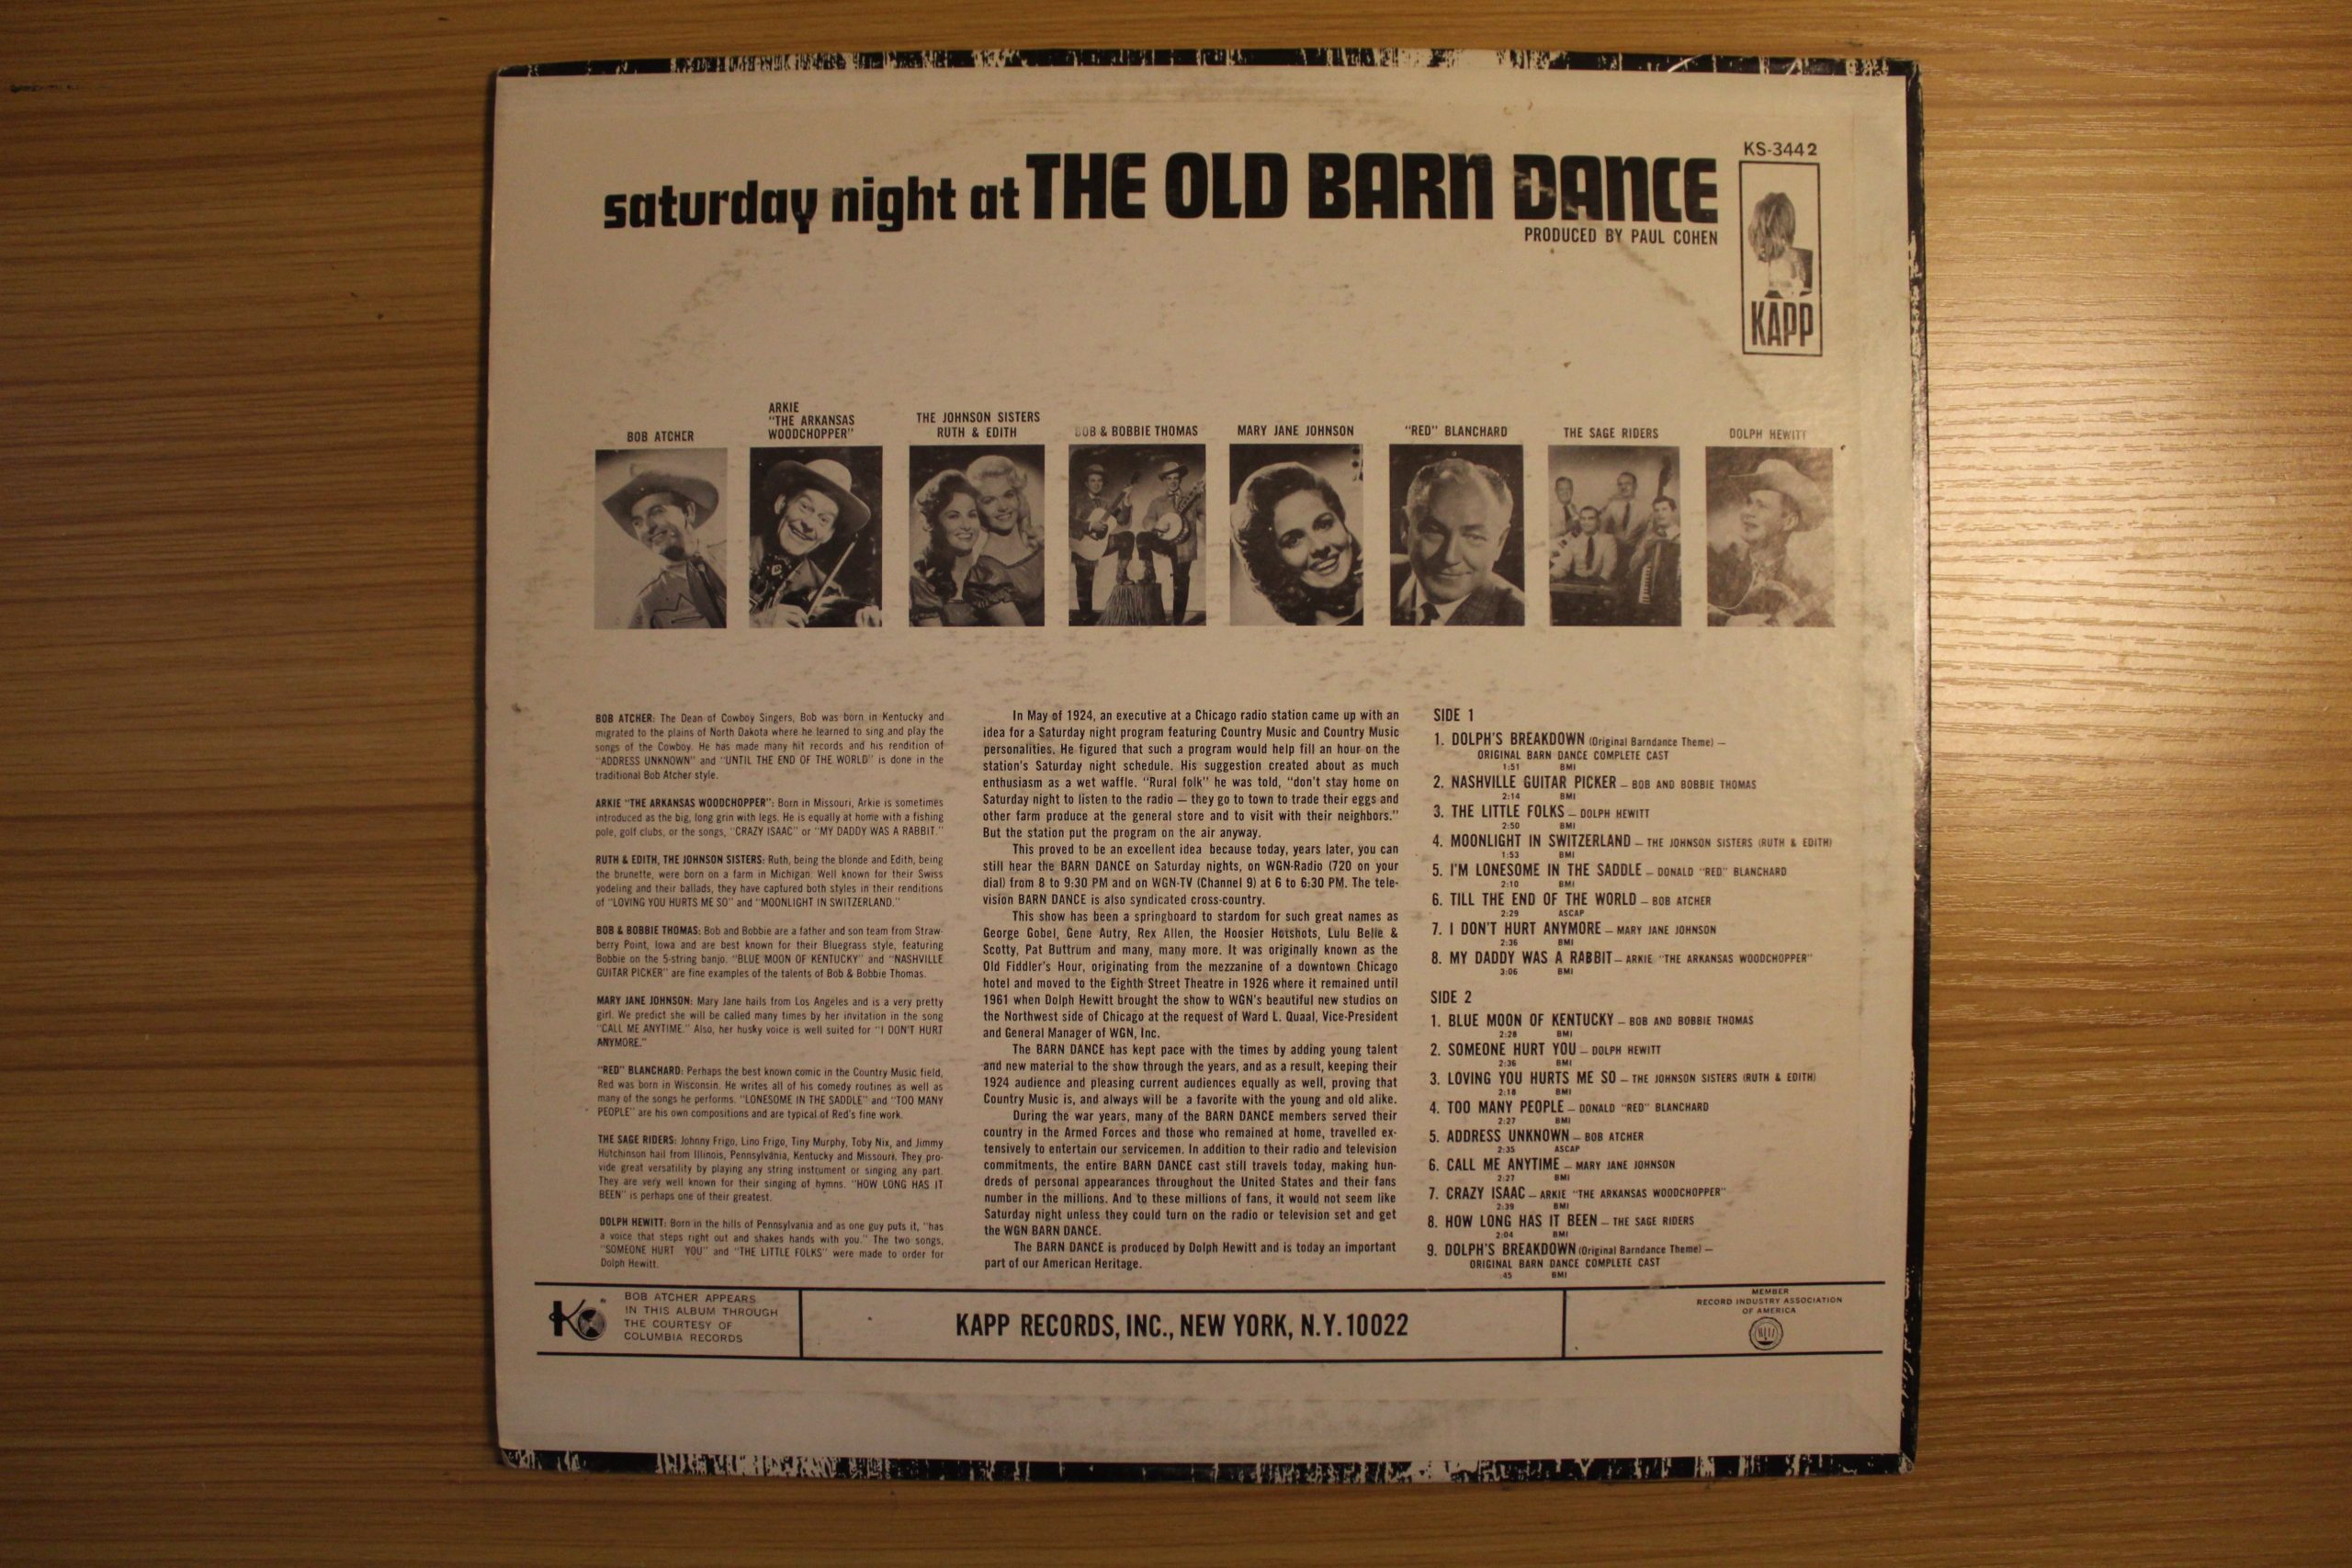 saturday night at THE OLD BARN DANCE
PRODUCED BY PAUL COHEN
KS-3442
KAPP
BOB ATCHER
ARKIE
"THE ARKANSAS
WOODCHOPPER"
THE JOHNSON SISTERS
RUTH & EDITH
BOB & BOBBIE THOMAS
MARY JANE JOHNSON
"RED" BLANCHARD
THE SAGE RIDERS
DOLPH HEWITT
BOB ATCHER: The Dean of Cowboy Singers, Bob was born in Kentucky and
migrated to the plains of North Dakota where he learned to sing and play the
songs of the Cowboy. He has made many hit records and his rendition of
"ADDRESS UNKNOWN" and "UNTIL THE END OF THE WORLD" is done in the
traditional Bob Atcher style.
ARKIE "THE ARKANSAS WOODCHOPPER": Born in Missouri, Arkie is sometimes
introduced as the big, long grin with legs. He is equally at home with a fishing
pole, golf clubs, or the songs, "CRAZY ISAAC" or "MY DADDY WAS A RABBIT."
RUTH & EDITH, THE JOHNSON SISTERS: Ruth, being the blonde and Edith, being
the brunette, were born on a farm in Michigan. Well known for their Swiss
yodeling and their ballads, they have captured both styles in their renditions
of "LOVING YOU HURTS ME SO" and "MOONLIGHT IN SWITZERLAND."
BOB & BOBBIE THOMAS: Bob and Bobbie are a father and son team from Straw-
berry Point, Iowa and are best known for their Bluegrass style, featuring
Bobbie on the 5-string banjo. "BLUE MOON OF KENTUCKY" and "NASHVILLE
GUITAR PICKER" are fine examples of the talents of Bob & Bobbie Thomas.
MARY JANE JOHNSON: Mary Jane hails from Los Angeles and is a very pretty
girl. We predict she will be called many times by her invitation in the song
"CALL ME ANYTIME." Also, her husky voice is well suited for "I DON'T HURT
ANYMORE."
"RED" BLANCHARD: Perhaps the best known comic in the Country Music field,
Red was born in Wisconsin. He writes all of his comedy routines as well as
many of the songs he performs. "LONESOME IN THE SADDLE" and "TOO MANY
PEOPLE" are his own compositions and are typical of Red's fine work.
THE SAGE RIDERS: Johnny Frigo, Lino Frigo, Tiny Murphy, Toby Nix, and Jimmy
Hutchinson hail from Illinois, Pennsylvania, Kentucky and Missouri. They pro-
vide great versatility by playing any string instrument or singing any part.
They are very well known for their singing of hymns. "HOW LONG HAS IT
BEEN" is perhaps one of their greatest.
DOLPH HEWITT: Born in the hills of Pennsylvania and as one guy puts it, "has
a voice that steps right out and shakes hands with you." The two songs,
"SOMEONE HURT YOU" and "THE LITTLE FOLKS" were made to order for
Dolph Hewitt.
In May of 1924, an executive at a Chicago radio station came up with an
idea for a Saturday night program featuring Country Music and Country Music
personalities. He figured that such a program would help fill an hour on the
station's Saturday night schedule. His suggestion created about as much
enthusiasm as a wet waffle. "Rural folk" he was told, "don't stay home on
Saturday night to listen to the radio — they go to town to trade their eggs and
other farm produce at the general store and to visit with their neighbors."
But the station put the program on the air anyway.
This proved to be an excellent idea because today, years later, you can
still hear the BARN DANCE on Saturday nights, on WGN-Radio (720 on your
dial) from 8 to 9:30 PM and on WGN-TV (Channel 9) at 6 to 6:30 PM. The tele-
vision BARN DANCE is also syndicated cross-country.
This show has been a springboard to stardom for such great names as
George Gobel, Gene Autry, Rex Allen, the Hoosier Hotshots, Lulu Belle &
Scotty, Pat Buttrum and many, many more. It was originally known as the
Old Fiddler's Hour, originating from the mezzanine of a downtown Chicago
hotel and moved to the Eighth Street Theatre in 1926 where it remained until
1961 when Dolph Hewitt brought the show to WGN's beautiful new studios on
the Northwest side of Chicago at the request of Ward L. Quaal, Vice-President
and General Manager of WGN, Inc.
The BARN DANCE has kept pace with the times by adding young talent
and new material to the show through the years, and as a result, keeping their
1924 audience and pleasing current audiences equally as well, proving that
Country Music is, and always will be a favorite with the young and old alike.
During the war years, many of the BARN DANCE members served their
country in the Armed Forces and those who remained at home, travelled ex-
tensively to entertain our servicemen. In addition to their radio and television
commitments, the entire BARN DANCE cast still travels today, making hun-
dreds of personal appearances throughout the United States and their fans
number in the millions. And to these millions of fans, it would not seem like
Saturday night unless they could turn on the radio or television set and get
the WGN BARN DANCE.
The BARN DANCE is produced by Dolph Hewitt and is today an important
part of our American Heritage.
SIDE 1
1. DOLPH'S BREAKDOWN (Original Barndance Theme) —
ORIGINAL BARN DANCE COMPLETE CAST
1:51 BMI
2. NASHVILLE GUITAR PICKER — BOB AND BOBBIE THOMAS
2:14 BMI
3. THE LITTLE FOLKS — DOLPH HEWITT
2:50 BMI
4. MOONLIGHT IN SWITZERLAND — THE JOHNSON SISTERS (RUTH & EDITH)
1:53 BMI
5. I'M LONESOME IN THE SADDLE — DONALD "RED" BLANCHARD
2:10 BMI
6. TILL THE END OF THE WORLD — BOB ATCHER
2:29 ASCAP
7. I DON'T HURT ANYMORE — MARY JANE JOHNSON
2:36 BMI
8. MY DADDY WAS A RABBIT — ARKIE "THE ARKANSAS WOODCHOPPER"
3:06 BMI
SIDE 2
1. BLUE MOON OF KENTUCKY — BOB AND BOBBIE THOMAS
2:28 BMI
2. SOMEONE HURT YOU — DOLPH HEWITT
2:36 BMI
3. LOVING YOU HURTS ME SO — THE JOHNSON SISTERS (RUTH & EDITH)
2:18 BMI
4. TOO MANY PEOPLE — DONALD "RED" BLANCHARD
2:27 BMI
5. ADDRESS UNKNOWN — BOB ATCHER
2:35 ASCAP
6. CALL ME ANYTIME — MARY JANE JOHNSON
2:27 BMI
7. CRAZY ISAAC — ARKIE "THE ARKANSAS WOODCHOPPER"
2:39 BMI
8. HOW LONG HAS IT BEEN — THE SAGE RIDERS
2:04 BMI
9. DOLPH'S BREAKDOWN (Original Barndance Theme) —
ORIGINAL BARN DANCE COMPLETE CAST
:45 BMI
BOB ATCHER APPEARS
IN THIS ALBUM THROUGH
THE COURTESY OF
COLUMBIA RECORDS
KAPP RECORDS, INC., NEW YORK, N.Y. 10022
MEMBER
RECORD INDUSTRY ASSOCIATION
OF AMERICA